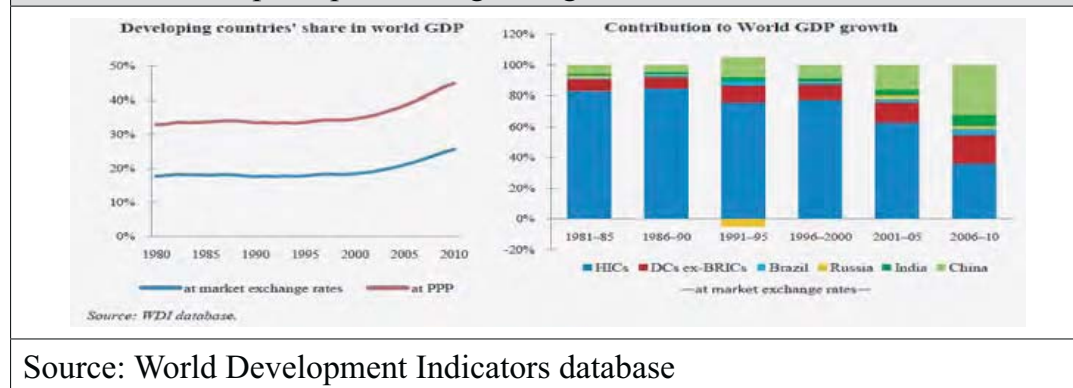 Developing countries' share in world GDP
50%
40%
30%
20%
10%
0%
1980 1985 1990 1995 2000 2005 2010
at market exchange rates at PPP
Source: WDI database.
Contribution to World GDP growth
120%
100%
80%
60%
40%
20%
0%
-20%
1981–85 1986–90 1991–95 1996–2000 2001–05 2006–10
HICs DCs ex-BRICs Brazil Russia India China
—at market exchange rates—
Source: World Development Indicators database